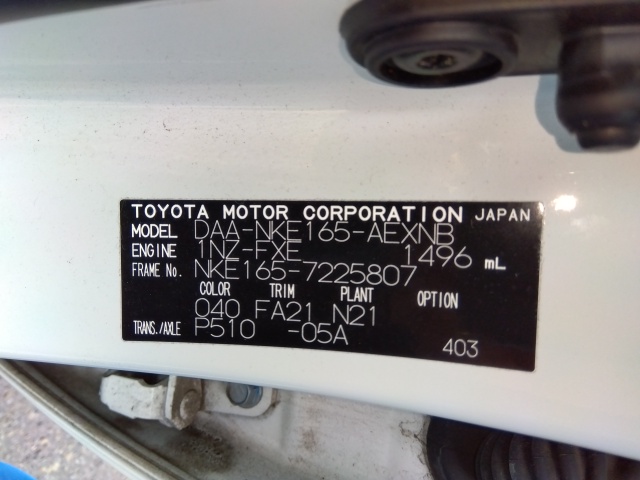 TOYOTA MOTOR CORPORATION JAPAN
MODEL DAA-NKE165-AEXNB
ENGINE 1NZ-FXE 1496 mL
FRAME No. NKE165-7225807
COLOR TRIM PLANT OPTION
040 FA21 N21
TRANS./AXLE P510 -05A
403